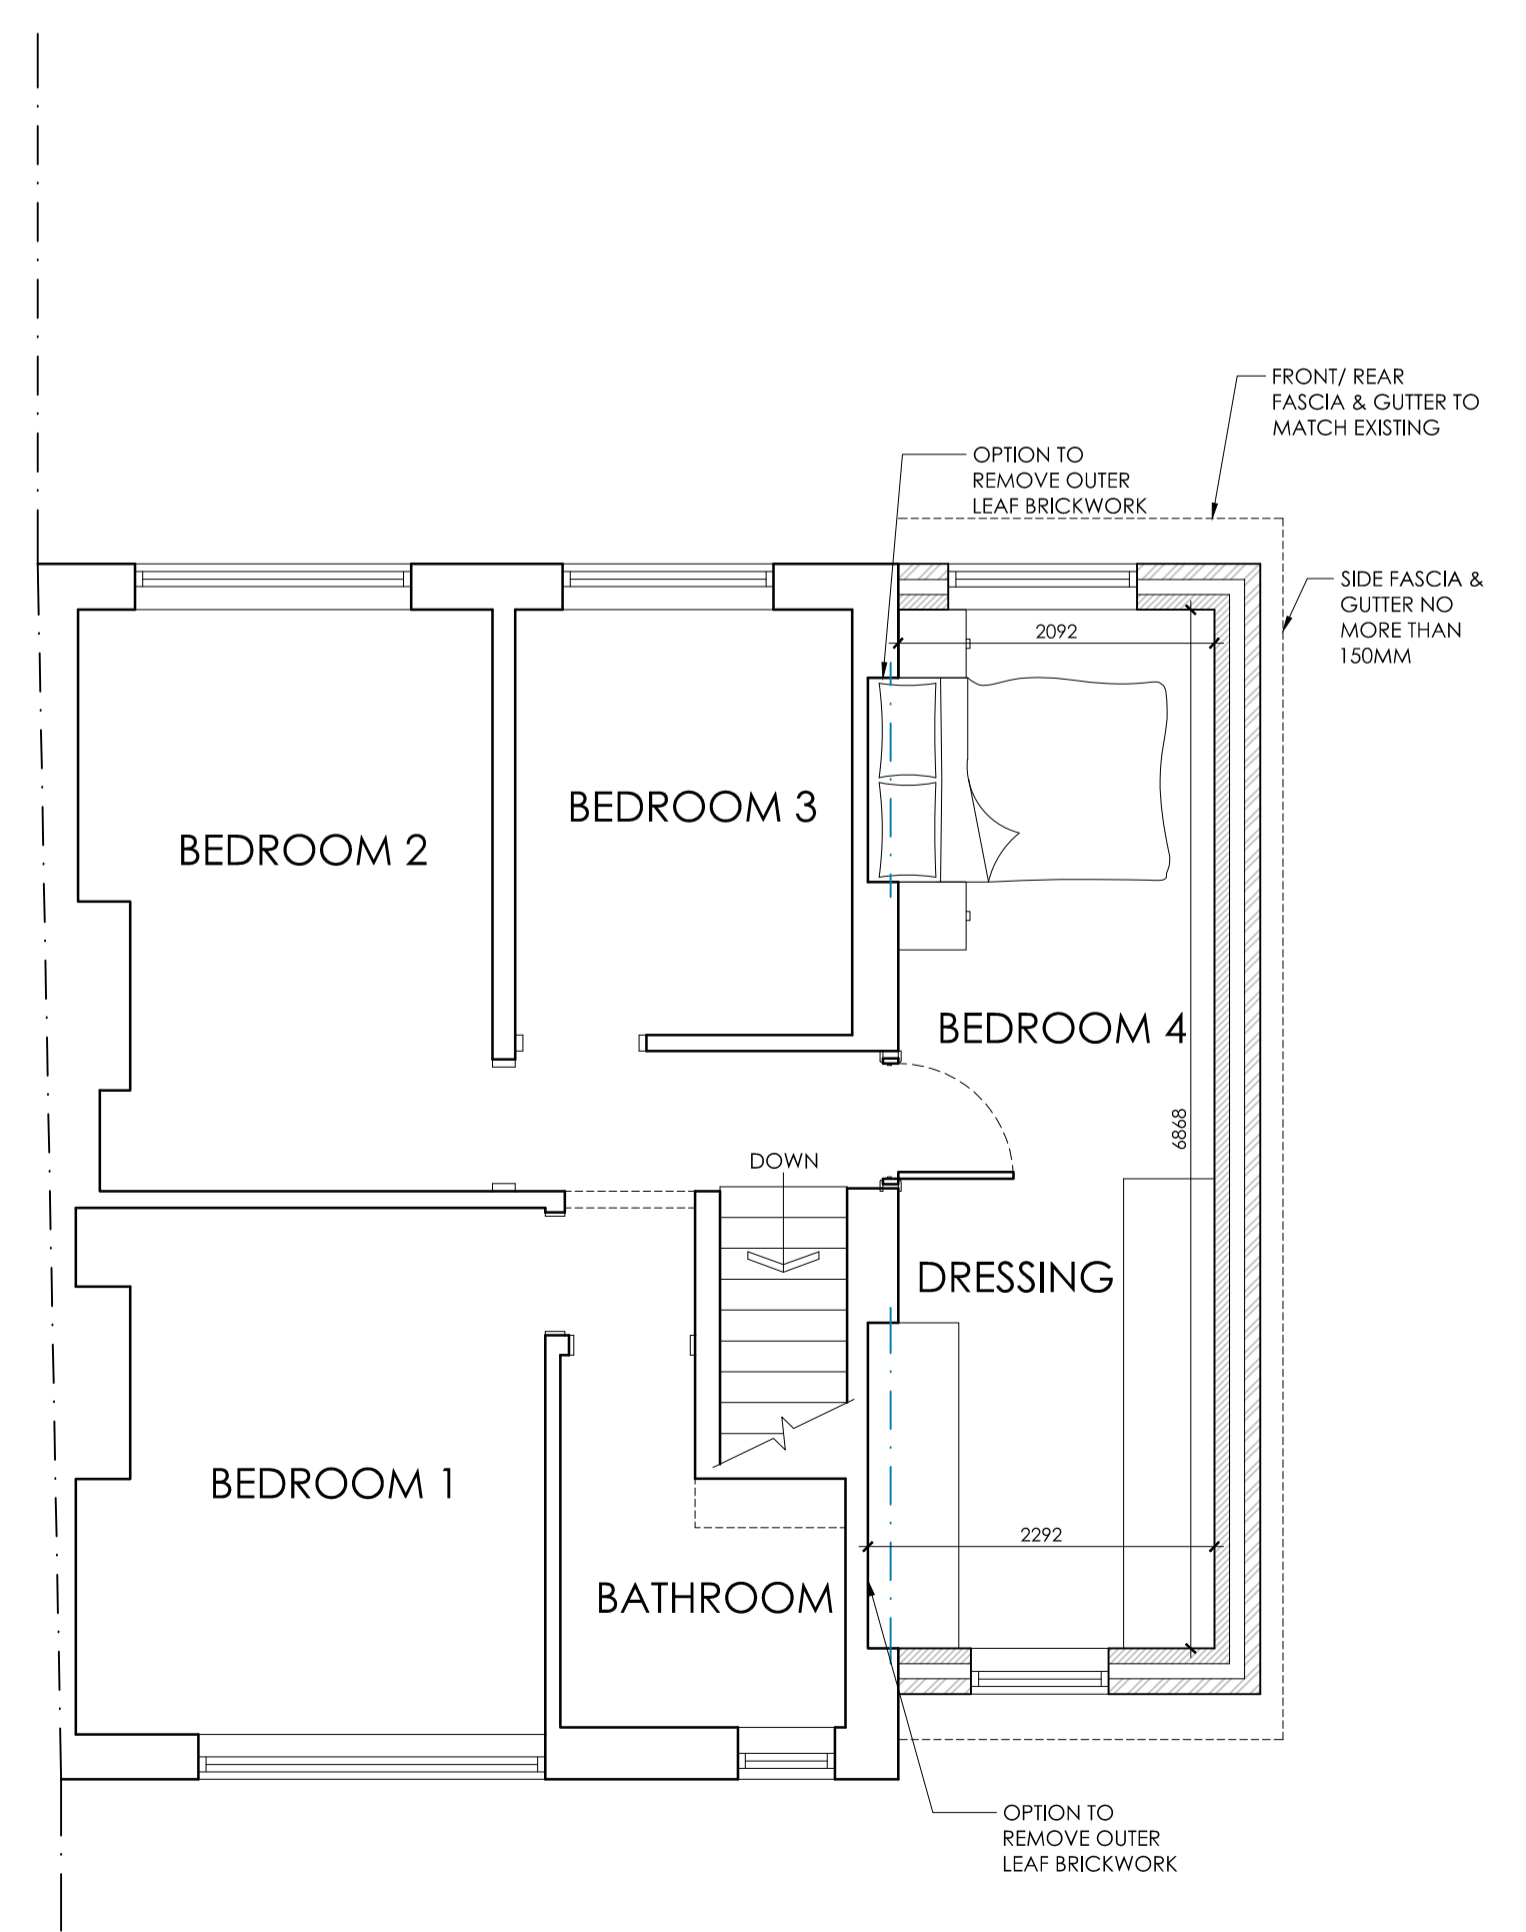 FRONT/ REAR
FASCIA & GUTTER TO
MATCH EXISTING
OPTION TO
REMOVE OUTER
LEAF BRICKWORK
SIDE FASCIA &
GUTTER NO
MORE THAN
150MM
2092
BEDROOM 3
BEDROOM 2
BEDROOM 4
6868
DOWN
DRESSING
BEDROOM 1
2292
BATHROOM
OPTION TO
REMOVE OUTER
LEAF BRICKWORK